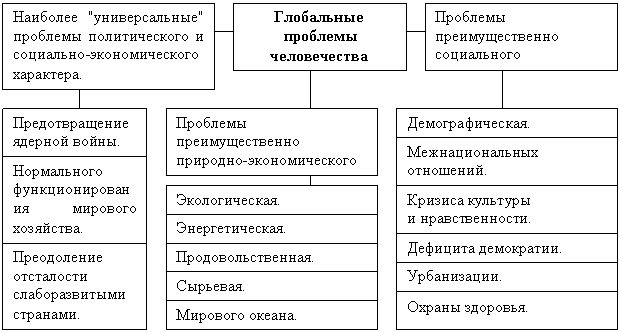 Наиболее "универсальные"
проблемы политического и
социально-экономического
характера.
Глобальные
проблемы
человечества
Проблемы
преимущественно
социального
Предотвращение
ядерной войны.
Нормального
функционирован
ия мирового
хозяйства.
Преодоление
отсталости
слаборазвитыми
странами.
Проблемы
преимущественно
природно-экономического
Экологическая.
Энергетическая.
Продовольственная.
Сырьевая.
Мирового океана.
Демографическая.
Межнациональных
отношений.
Кризиса культуры
и нравственности.
Дефицита демократии.
Урбанизации.
Охраны здоровья.